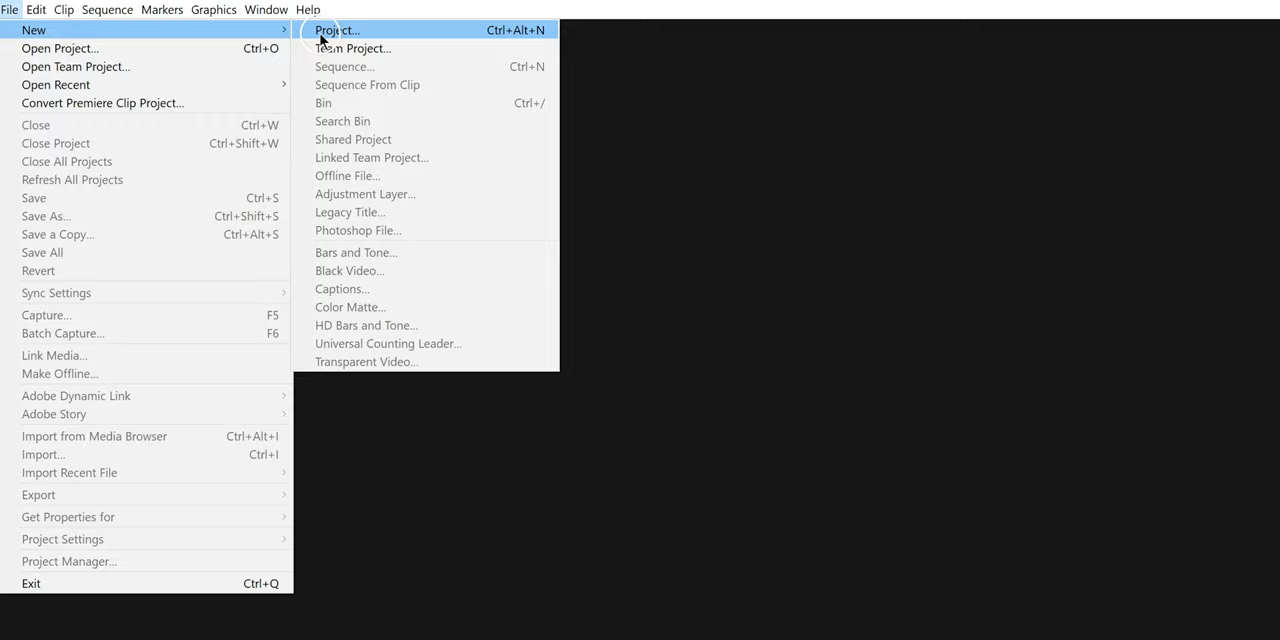 File Edit Clip Sequence Markers Graphics Window Help
New
Open Project... Ctrl+O
Open Team Project...
Open Recent
Convert Premiere Clip Project...
Close Ctrl+W
Close Project Ctrl+Shift+W
Close All Projects
Refresh All Projects
Save Ctrl+S
Save As... Ctrl+Shift+S
Save a Copy... Ctrl+Alt+S
Save All
Revert
Sync Settings
Capture... F5
Batch Capture... F6
Link Media...
Make Offline...
Adobe Dynamic Link
Adobe Story
Import from Media Browser Ctrl+Alt+I
Import... Ctrl+I
Import Recent File
Export
Get Properties for
Project Settings
Project Manager...
Exit Ctrl+Q
Project... Ctrl+Alt+N
Team Project...
Sequence... Ctrl+N
Sequence From Clip
Bin Ctrl+/
Search Bin
Shared Project
Linked Team Project...
Offline File...
Adjustment Layer...
Legacy Title...
Photoshop File...
Bars and Tone...
Black Video...
Captions...
Color Matte...
HD Bars and Tone...
Universal Counting Leader...
Transparent Video...